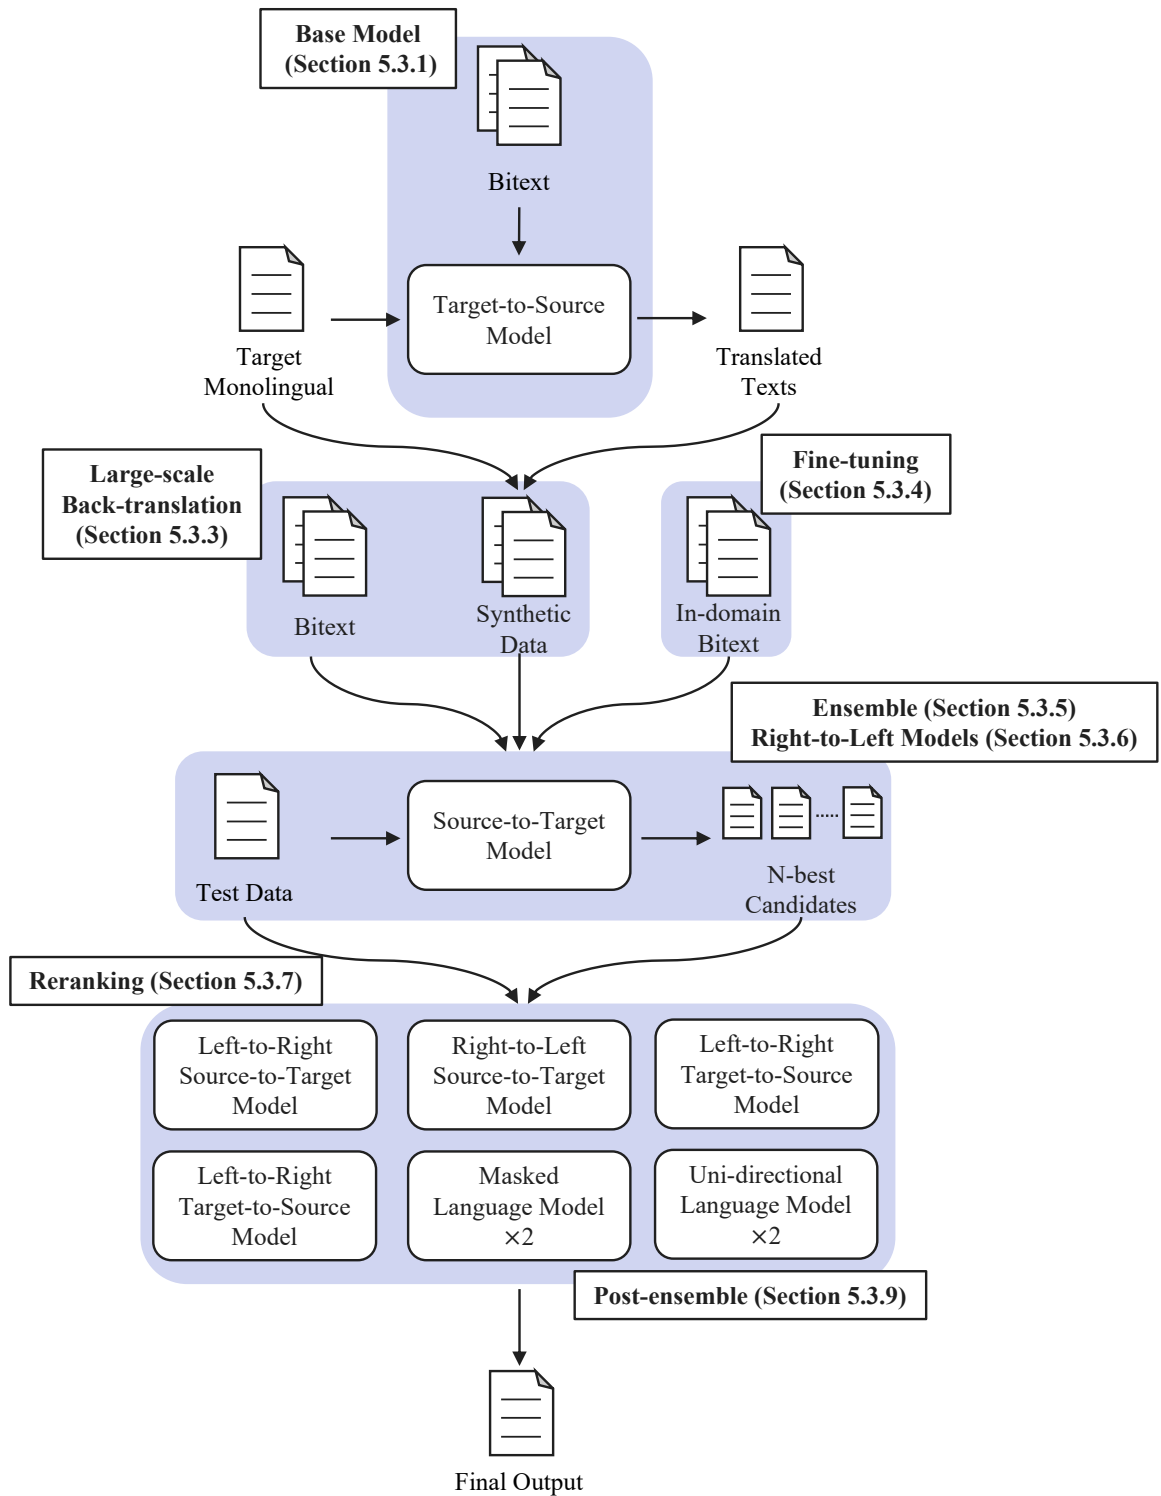 Base Model
(Section 5.3.1)
Bitext
Target-to-Source
Model
Target
Monolingual
Translated
Texts
Large-scale
Back-translation
(Section 5.3.3)
Fine-tuning
(Section 5.3.4)
Bitext
Synthetic
Data
In-domain
Bitext
Ensemble (Section 5.3.5)
Right-to-Left Models (Section 5.3.6)
Test Data
Source-to-Target
Model
.....
N-best
Candidates
Reranking (Section 5.3.7)
Left-to-Right
Source-to-Target
Model
Right-to-Left
Source-to-Target
Model
Left-to-Right
Target-to-Source
Model
Left-to-Right
Target-to-Source
Model
Masked
Language Model
×2
Uni-directional
Language Model
×2
Post-ensemble (Section 5.3.9)
Final Output